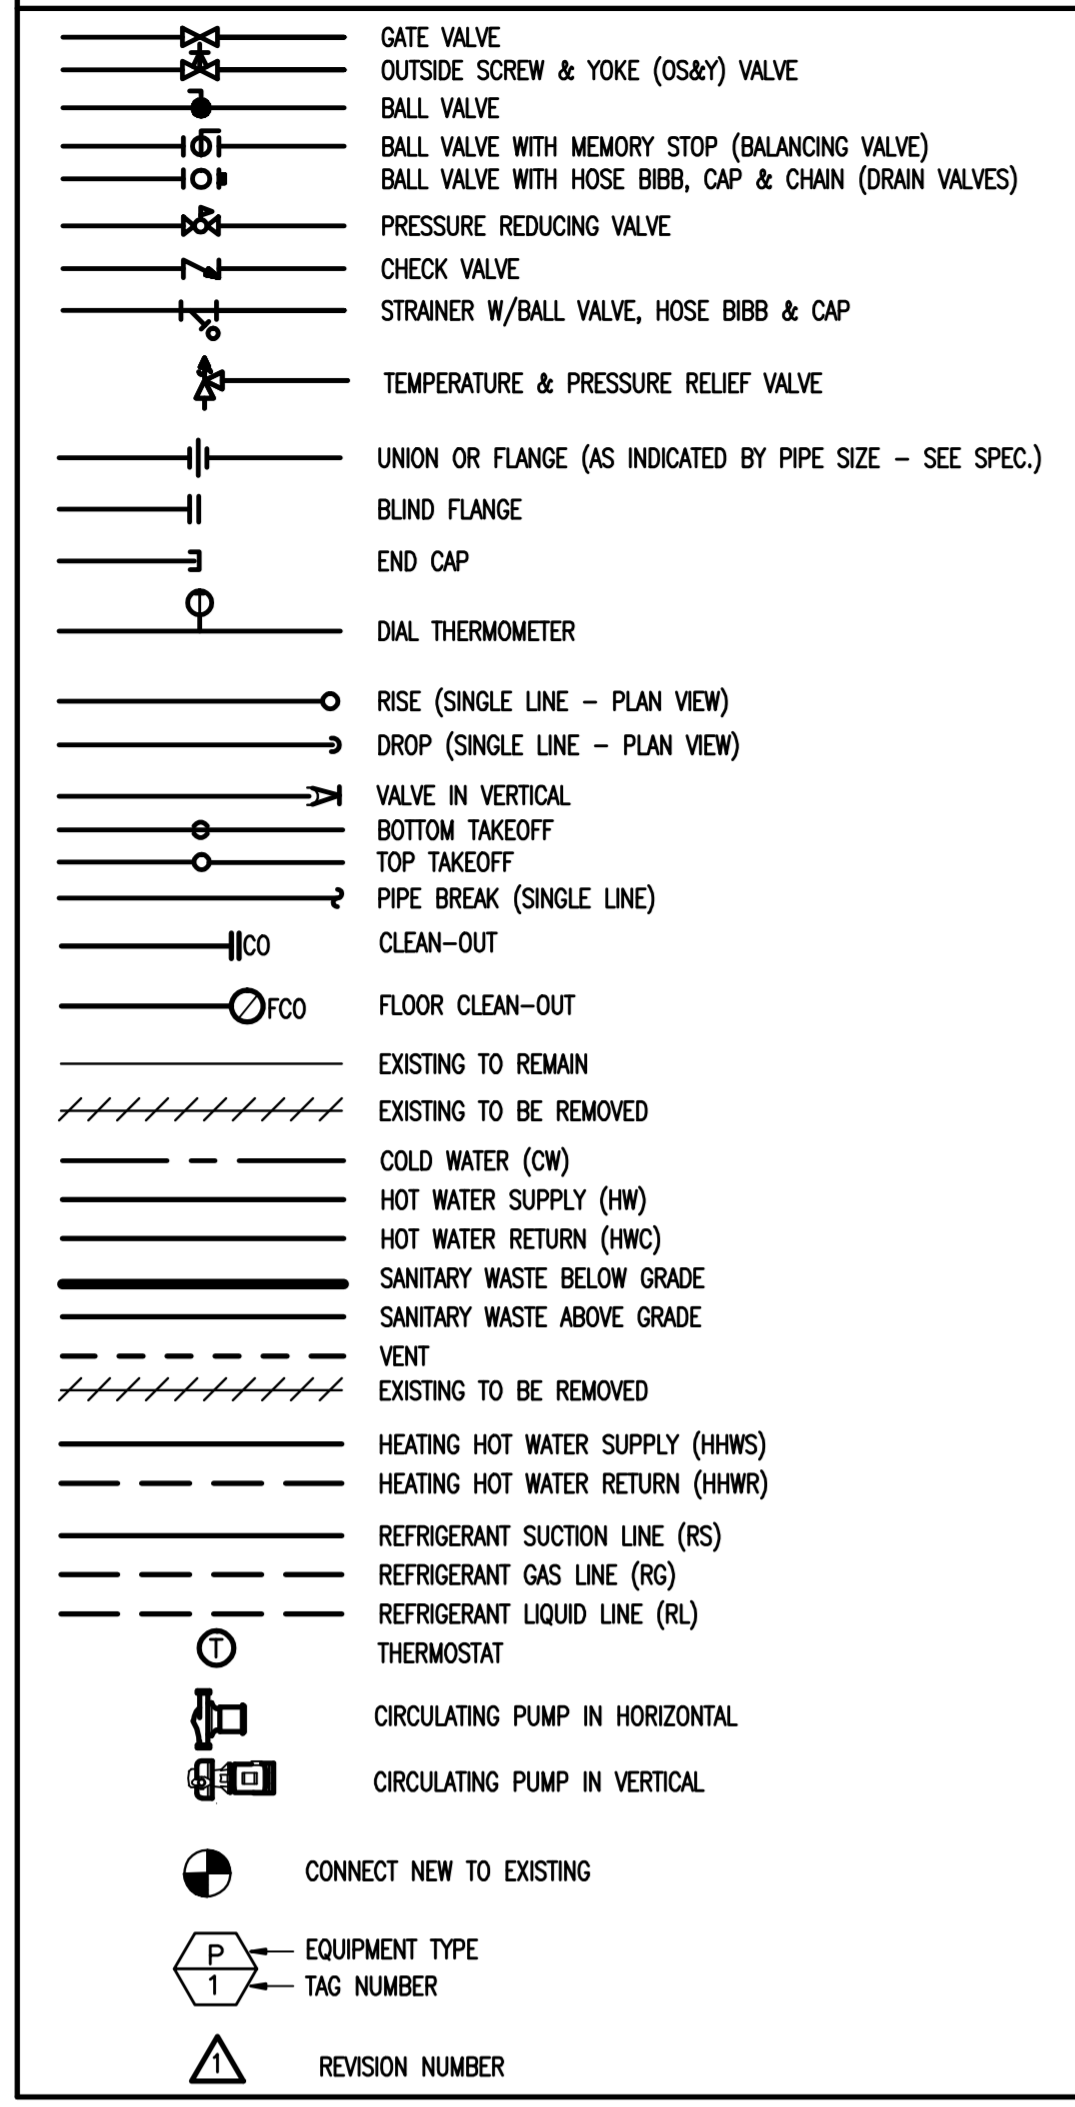 GATE VALVE
OUTSIDE SCREW & YOKE (OS&Y) VALVE
BALL VALVE
BALL VALVE WITH MEMORY STOP (BALANCING VALVE)
BALL VALVE WITH HOSE BIBB, CAP & CHAIN (DRAIN VALVES)
PRESSURE REDUCING VALVE
CHECK VALVE
STRAINER W/BALL VALVE, HOSE BIBB & CAP
TEMPERATURE & PRESSURE RELIEF VALVE
UNION OR FLANGE (AS INDICATED BY PIPE SIZE – SEE SPEC.)
BLIND FLANGE
END CAP
DIAL THERMOMETER
RISE (SINGLE LINE – PLAN VIEW)
DROP (SINGLE LINE – PLAN VIEW)
VALVE IN VERTICAL
BOTTOM TAKEOFF
TOP TAKEOFF
PIPE BREAK (SINGLE LINE)
CO CLEAN-OUT
FCO FLOOR CLEAN-OUT
EXISTING TO REMAIN
EXISTING TO BE REMOVED
COLD WATER (CW)
HOT WATER SUPPLY (HW)
HOT WATER RETURN (HWC)
SANITARY WASTE BELOW GRADE
SANITARY WASTE ABOVE GRADE
VENT
EXISTING TO BE REMOVED
HEATING HOT WATER SUPPLY (HHWS)
HEATING HOT WATER RETURN (HHWR)
REFRIGERANT SUCTION LINE (RS)
REFRIGERANT GAS LINE (RG)
REFRIGERANT LIQUID LINE (RL)
T THERMOSTAT
CIRCULATING PUMP IN HORIZONTAL
CIRCULATING PUMP IN VERTICAL
CONNECT NEW TO EXISTING
P EQUIPMENT TYPE
1 TAG NUMBER
1 REVISION NUMBER